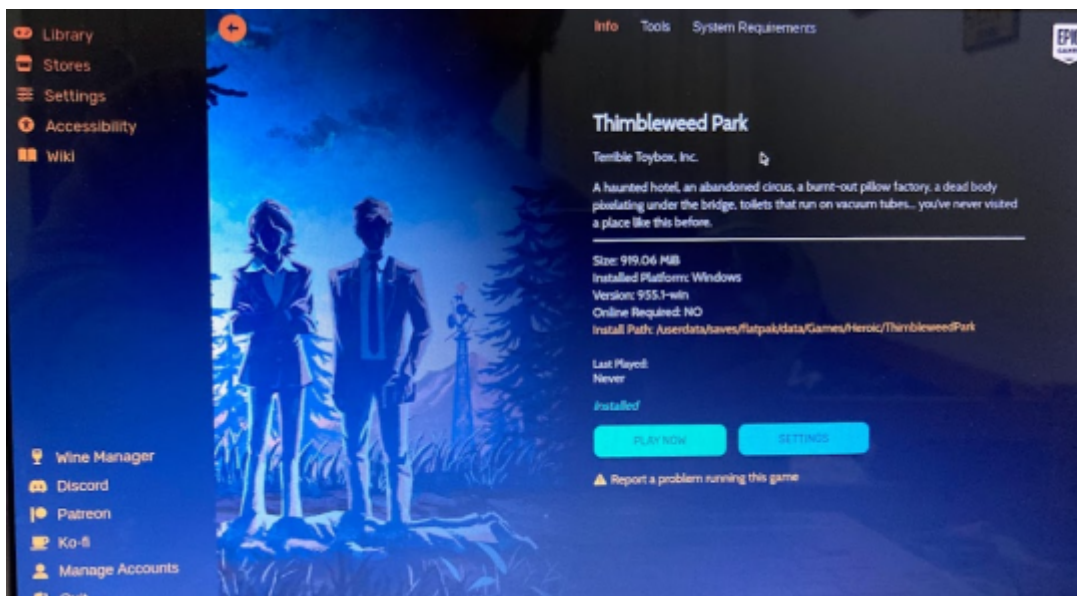 Library
Stores
Settings
Accessibility
Wiki
Wine Manager
Discord
Patreon
Ko-fi
Manage Accounts
Info Tools System Requirements
EPIC
GAMES
Thimbleweed Park
Terrible Toybox, Inc.
A haunted hotel, an abandoned circus, a burnt-out pillow factory, a dead body
pixelating under the bridge, toilets that run on vacuum tubes... you've never visited
a place like this before.
Size: 919.06 MiB
Installed Platform: Windows
Version: 955.1-win
Online Required: NO
Install Path: /userdata/saves/flatpak/data/Games/Heroic/ThimbleweedPark
Last Played:
Never
Installed
PLAY NOW SETTINGS
Report a problem running this game